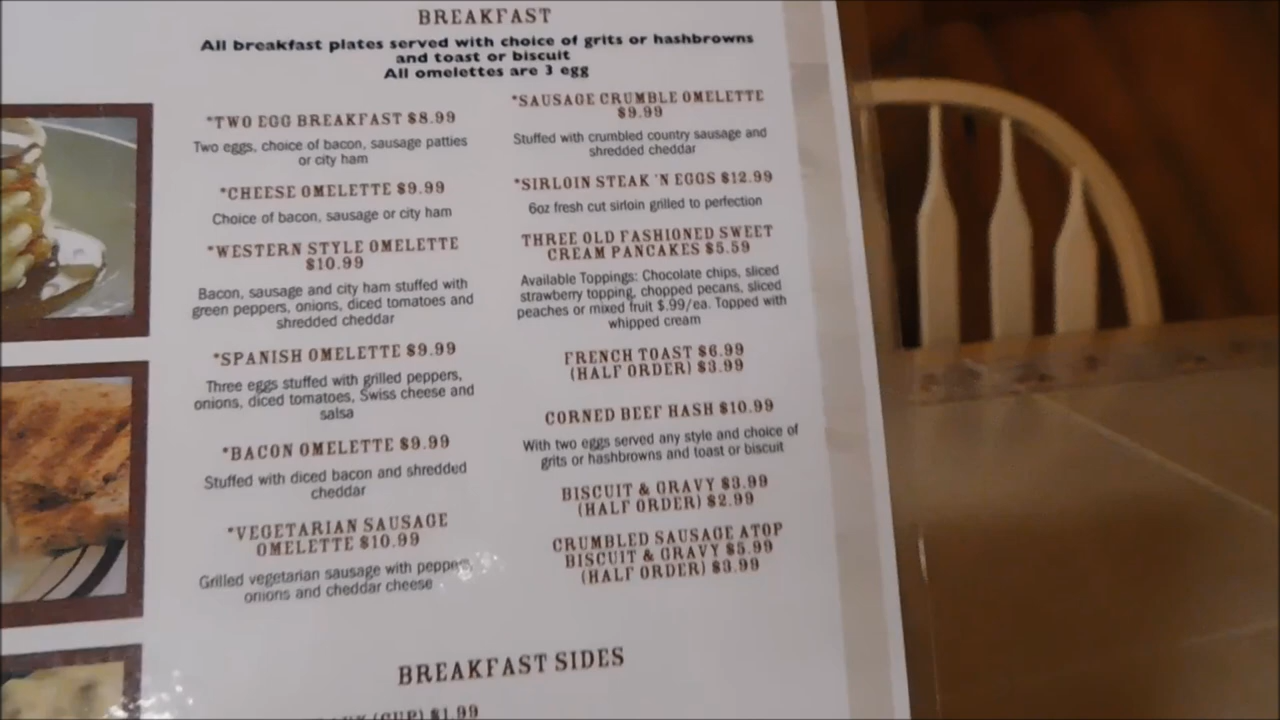 BREAKFAST
All breakfast plates served with choice of grits or hashbrowns
and toast or biscuit
All omelettes are 3 egg
*TWO EGG BREAKFAST $8.99
Two eggs, choice of bacon, sausage patties
or city ham
*CHEESE OMELETTE $9.99
Choice of bacon, sausage or city ham
*WESTERN STYLE OMELETTE
$10.99
Bacon, sausage and city ham stuffed with
green peppers, onions, diced tomatoes and
shredded cheddar
*SPANISH OMELETTE $9.99
Three eggs stuffed with grilled peppers,
onions, diced tomatoes, Swiss cheese and
salsa
*BACON OMELETTE $9.99
Stuffed with diced bacon and shredded
cheddar
*VEGETARIAN SAUSAGE
OMELETTE $10.99
Grilled vegetarian sausage with peppers,
onions and cheddar cheese
*SAUSAGE CRUMBLE OMELETTE
$9.99
Stuffed with crumbled country sausage and
shredded cheddar
*SIRLOIN STEAK 'N EGGS $12.99
6oz fresh cut sirloin grilled to perfection
THREE OLD FASHIONED SWEET
CREAM PANCAKES $5.59
Available Toppings: Chocolate chips, sliced
strawberry topping, chopped pecans, sliced
peaches or mixed fruit $.99/ea. Topped with
whipped cream
FRENCH TOAST $6.99
(HALF ORDER) $3.99
CORNED BEEF HASH $10.99
With two eggs served any style and choice of
grits or hashbrowns and toast or biscuit
BISCUIT & GRAVY $3.99
(HALF ORDER) $2.99
CRUMBLED SAUSAGE ATOP
BISCUIT & GRAVY $5.99
(HALF ORDER) $3.99
BREAKFAST SIDES
(CUP) $1.99